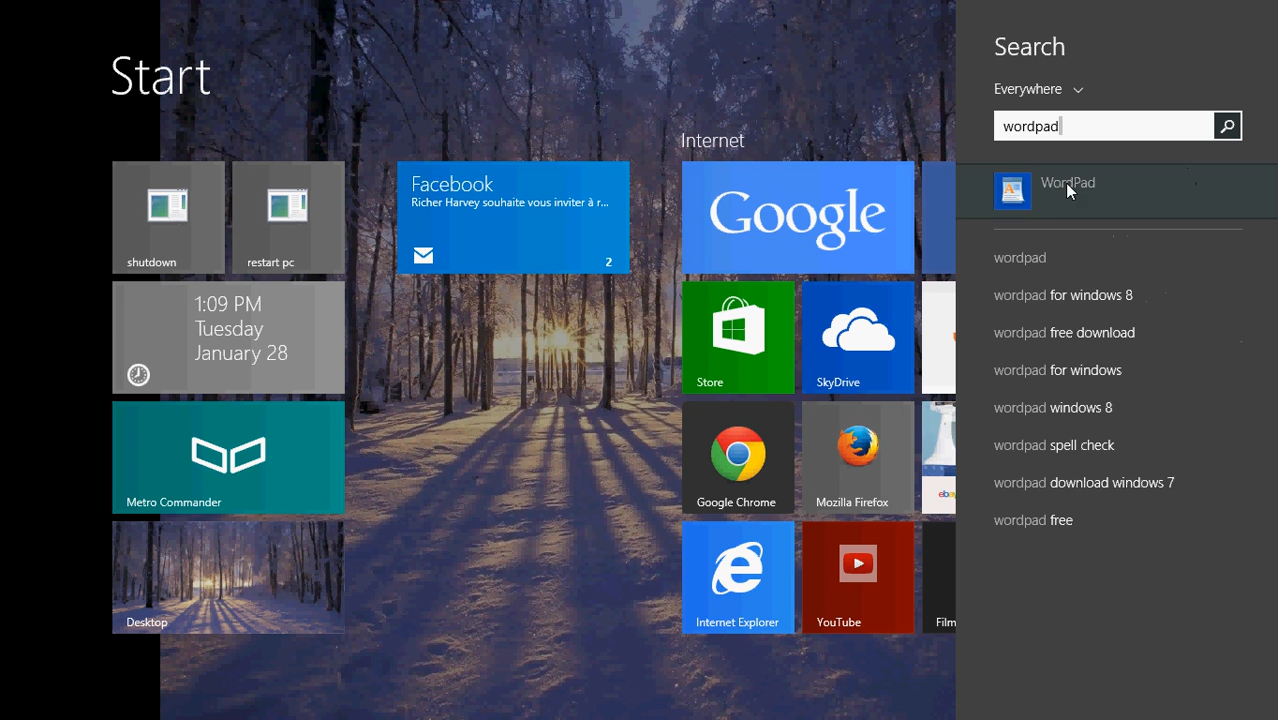 Start
shutdown
restart pc
1:09 PM
Tuesday
January 28
Metro Commander
Desktop
Facebook
Richer Harvey souhaite vous inviter à r...
2
Internet
Google
Store
SkyDrive
Google Chrome
Mozilla Firefox
ebay
Internet Explorer
YouTube
Film
Search
Everywhere
wordpad
WordPad
wordpad
wordpad for windows 8
wordpad free download
wordpad for windows
wordpad windows 8
wordpad spell check
wordpad download windows 7
wordpad free